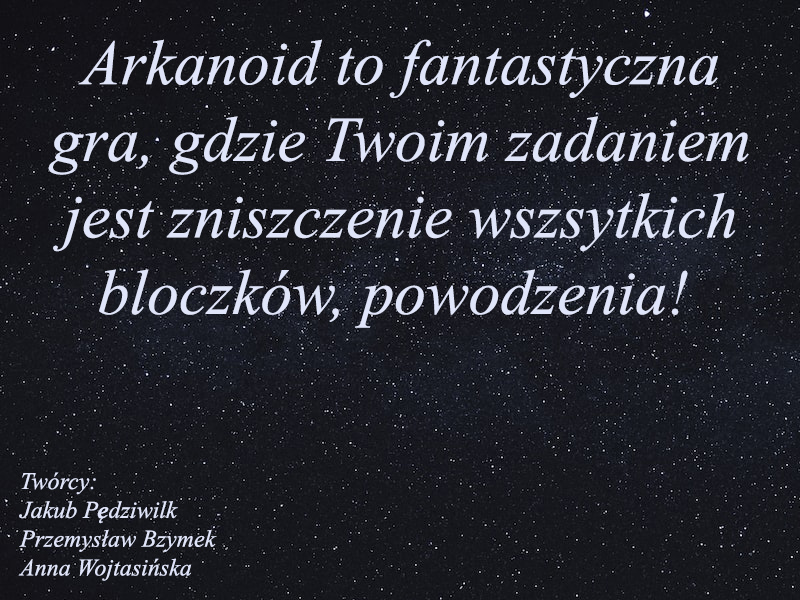 Arkanoid to fantastyczna
gra, gdzie Twoim zadaniem
jest zniszczenie wszsytkich
bloczków, powodzenia!
Twórcy:
Jakub Pędziwilk
Przemysław Bzymek
Anna Wojtasińska